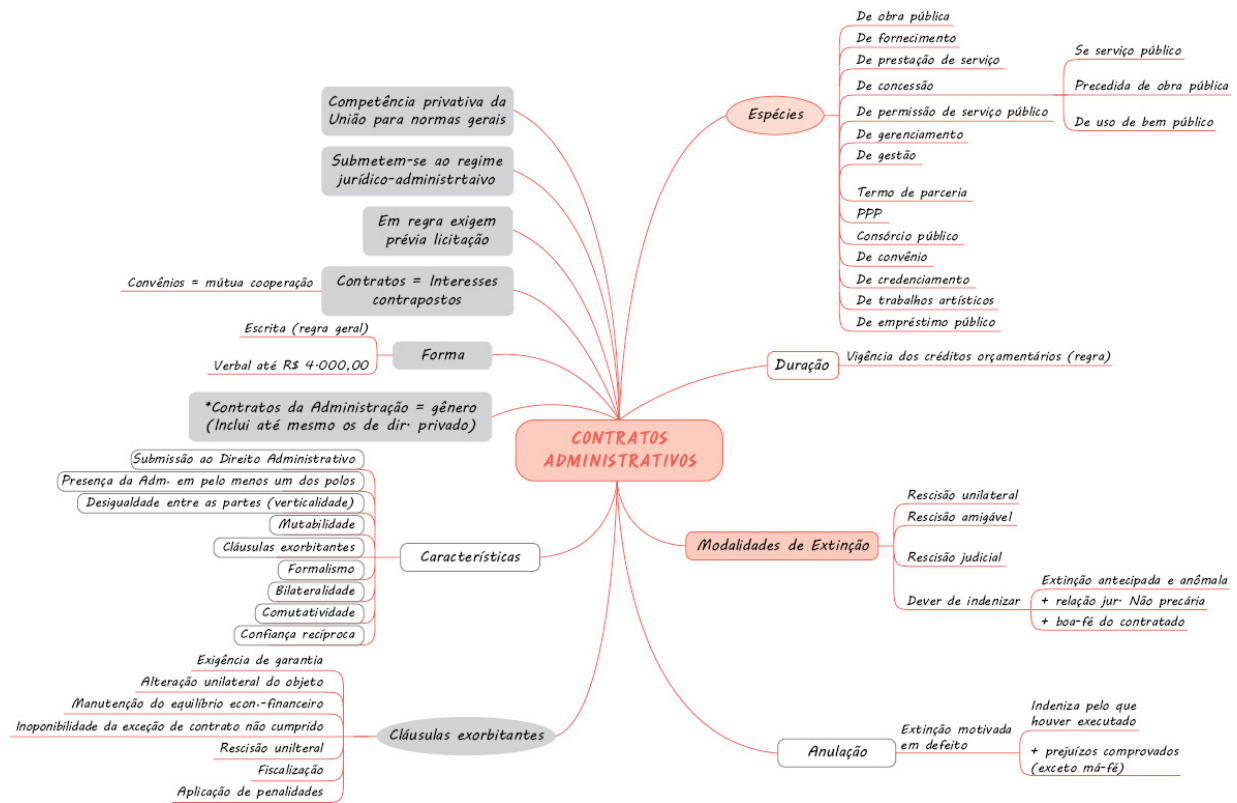 CONTRATOS
ADMINISTRATIVOS
Competência privativa da
União para normas gerais
Submetem-se ao regime
jurídico-administrtaivo
Em regra exigem
prévia licitação
Contratos = Interesses
contrapostos
Convênios = mútua cooperação
Forma
Escrita (regra geral)
Verbal até R$ 4.000,00
*Contratos da Administração = gênero
(Inclui até mesmo os de dir. privado)
Características
Submissão ao Direito Administrativo
Presença da Adm. em pelo menos um dos polos
Desigualdade entre as partes (verticalidade)
Mutabilidade
Cláusulas exorbitantes
Formalismo
Bilateralidade
Comutatividade
Confiança recíproca
Cláusulas exorbitantes
Exigência de garantia
Alteração unilateral do objeto
Manutenção do equilíbrio econ.-financeiro
Inoponibilidade da exceção de contrato não cumprido
Rescisão unilteral
Fiscalização
Aplicação de penalidades
Espécies
De obra pública
De fornecimento
De prestação de serviço
De concessão
Se serviço público
Precedida de obra pública
De uso de bem público
De permissão de serviço público
De gerenciamento
De gestão
Termo de parceria
PPP
Consórcio público
De convênio
De credenciamento
De trabalhos artísticos
De empréstimo público
Duração
Vigência dos créditos orçamentários (regra)
Modalidades de Extinção
Rescisão unilateral
Rescisão amigável
Rescisão judicial
Dever de indenizar
Extinção antecipada e anômala
+ relação jur. Não precária
+ boa-fé do contratado
Anulação
Extinção motivada
em defeito
Indeniza pelo que
houver executado
+ prejuízos comprovados
(exceto má-fé)